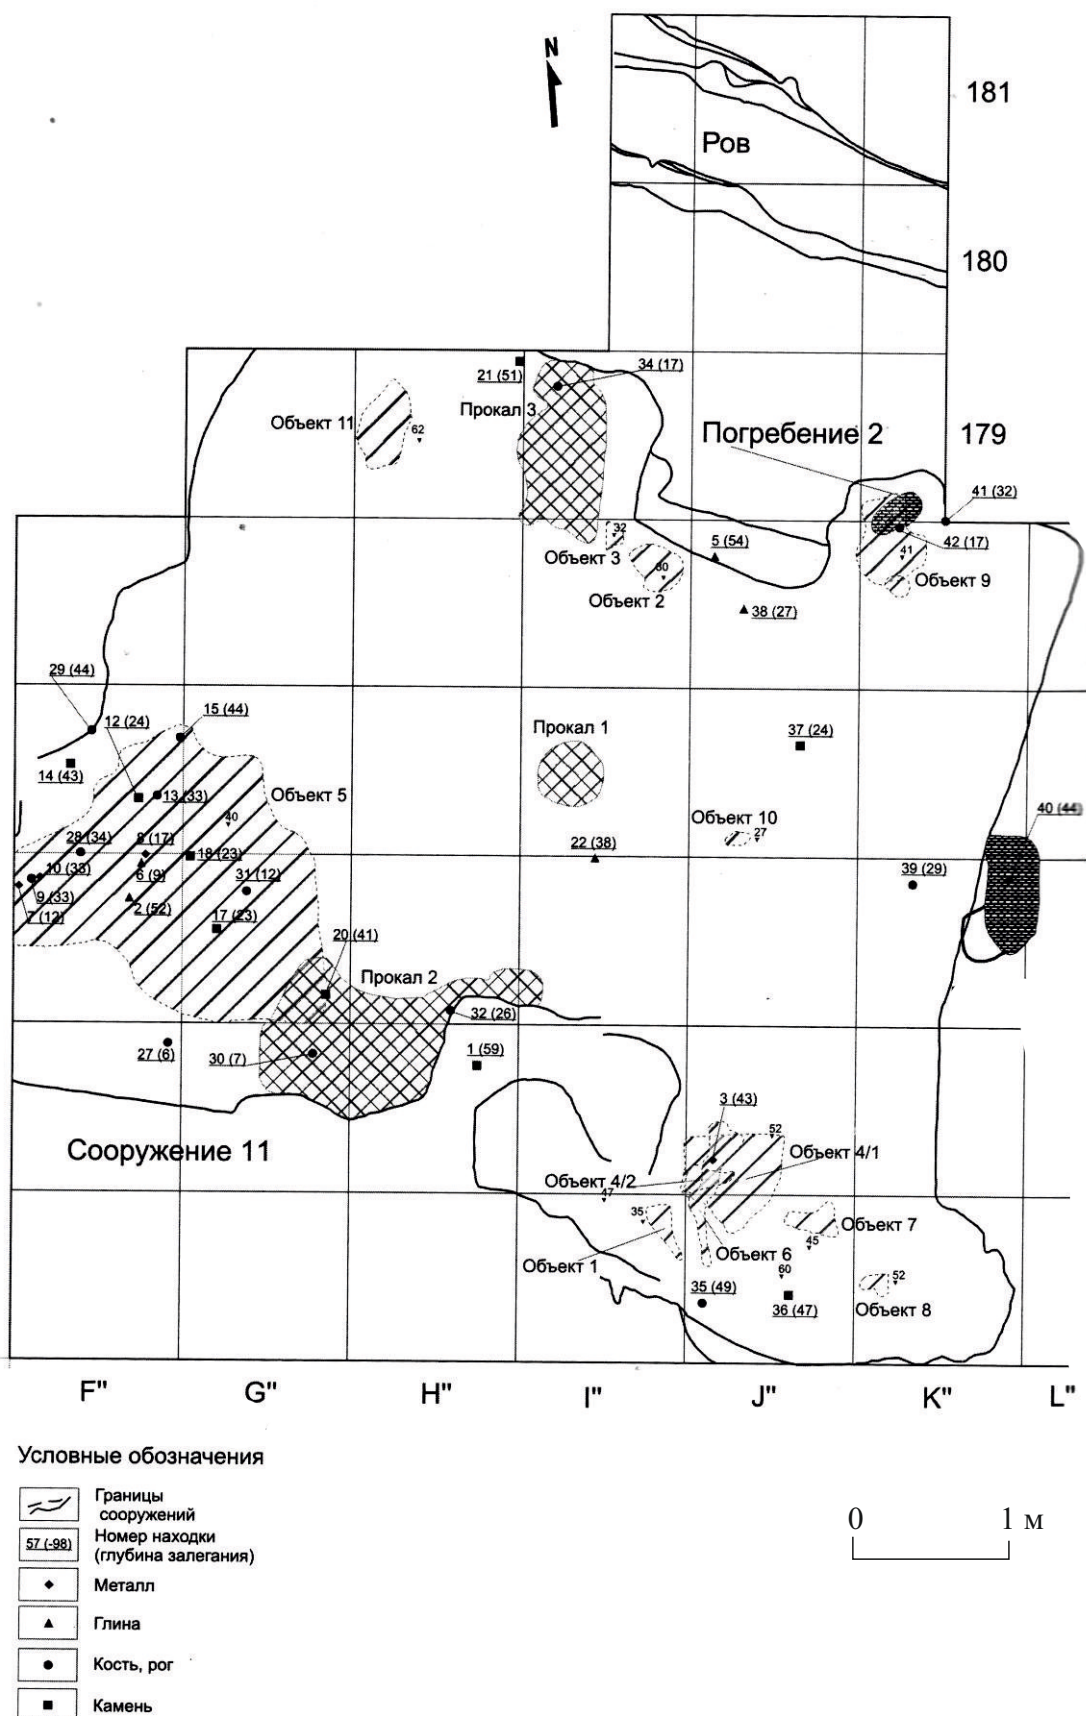 N
181
Ров
180
21 (51)
34 (17)
Прокал 3
Объект 11
62
Погребение 2
179
41 (32)
32
5 (54)
42 (17)
41
Объект 3
Объект 9
Объект 2
38 (27)
29 (44)
12 (24)
15 (44)
Прокал 1
37 (24)
14 (43)
13 (33)
Объект 5
40
40 (44)
Объект 10
27
28 (34)
8 (17)
22 (38)
18 (23)
10 (33)
6 (9)
31 (12)
39 (29)
9 (33)
2 (52)
7 (12)
17 (23)
20 (41)
Прокал 2
32 (26)
27 (6)
30 (7)
1 (59)
3 (43)
52
Сооружение 11
Объект 4/1
Объект 4/2
47
35
Объект 7
45
Объект 6
Объект 1
60
52
35 (49)
36 (47)
Объект 8
F" G" H" I" J" K" L"
Условные обозначения
Границы
сооружений
57 (-98)
Номер находки
(глубина залегания)
Металл
Глина
Кость, рог
Камень
0 1 м